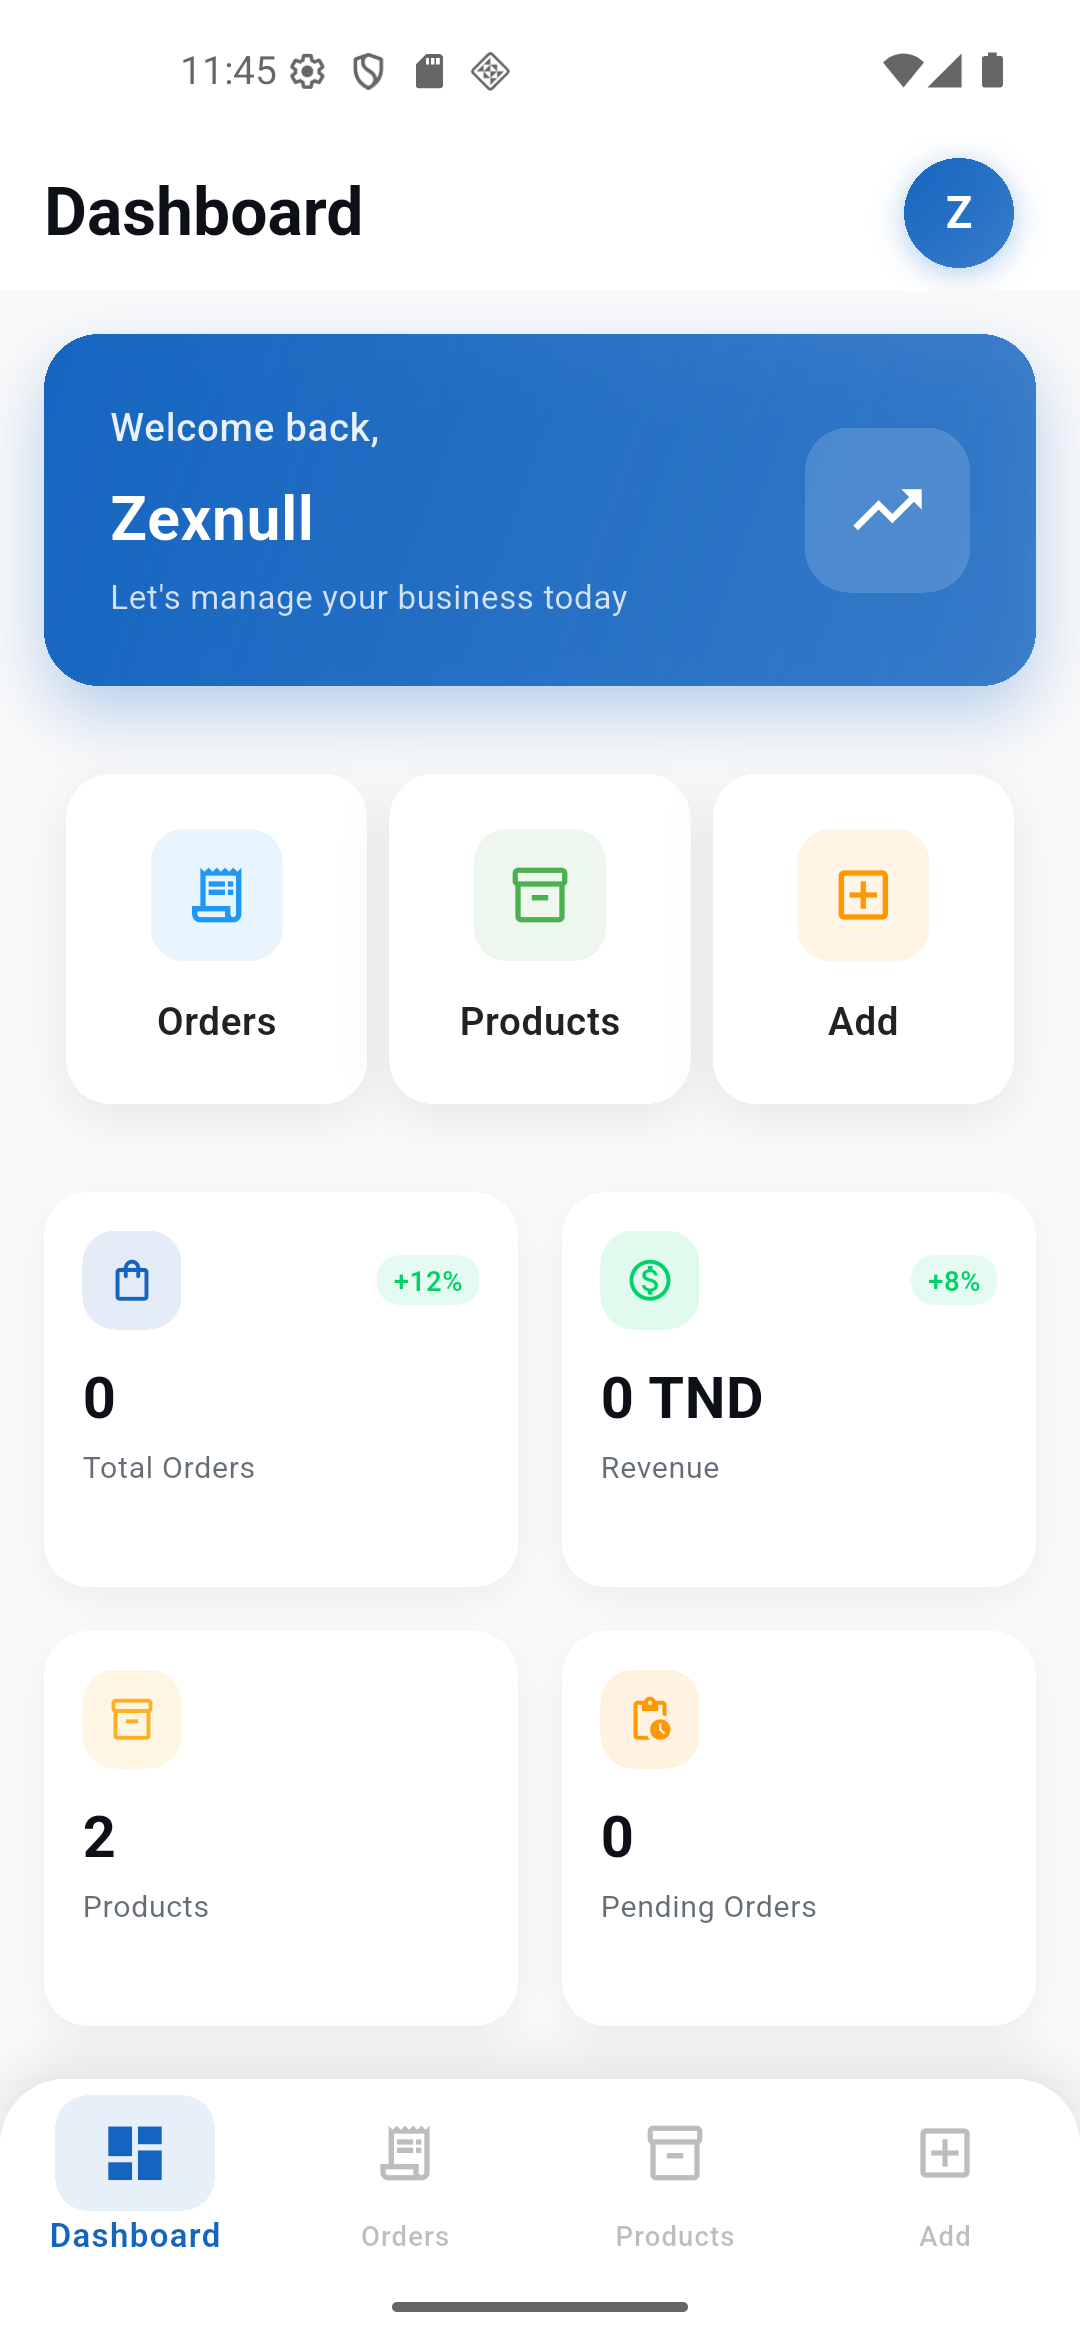 11:45
Dashboard
Z
Welcome back,
Zexnull
Let's manage your business today
Orders
Products
Add
+12%
0
Total Orders
+8%
0 TND
Revenue
2
Products
0
Pending Orders
Dashboard
Orders
Products
Add